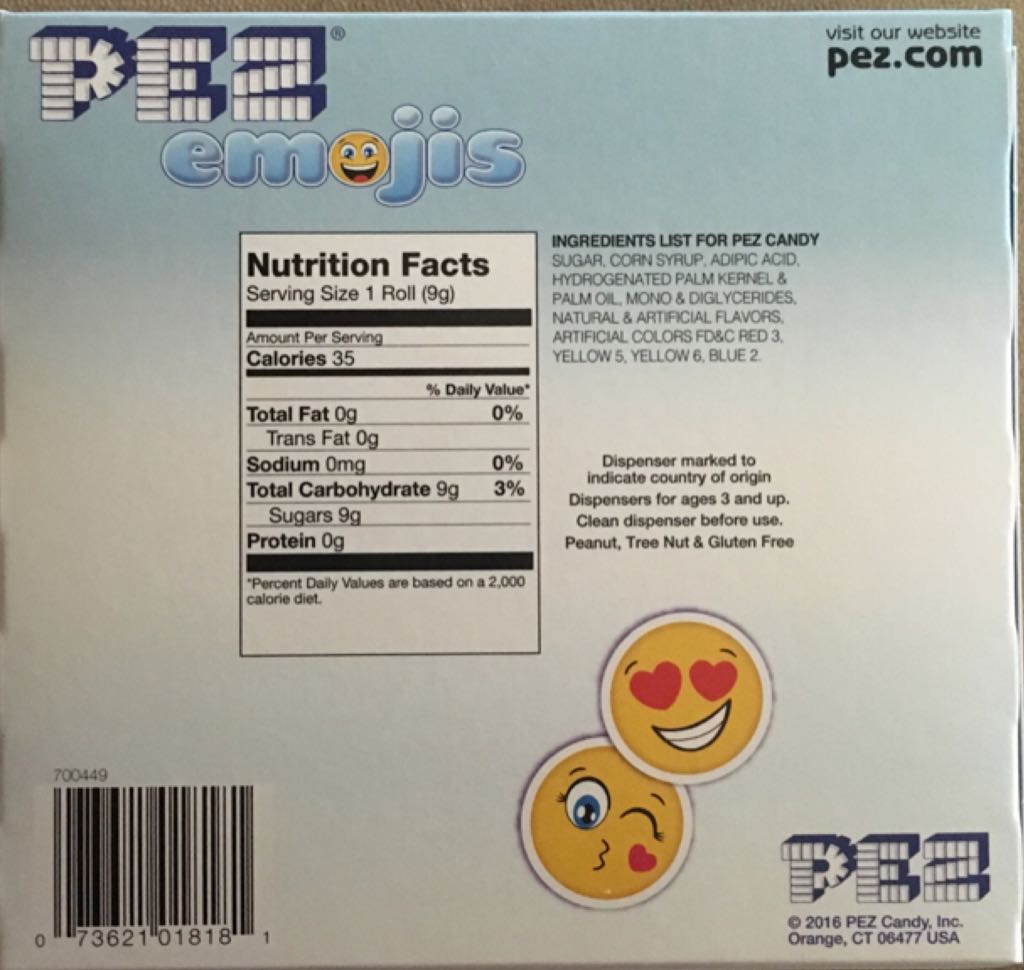 PEZ®
emojis
visit our website
pez.com
Nutrition Facts
Serving Size 1 Roll (9g)
Amount Per Serving
Calories 35
% Daily Value*
Total Fat 0g 0%
Trans Fat 0g
Sodium 0mg 0%
Total Carbohydrate 9g 3%
Sugars 9g
Protein 0g
*Percent Daily Values are based on a 2,000
calorie diet.
INGREDIENTS LIST FOR PEZ CANDY
SUGAR, CORN SYRUP, ADIPIC ACID,
HYDROGENATED PALM KERNEL &
PALM OIL, MONO & DIGLYCERIDES,
NATURAL & ARTIFICIAL FLAVORS,
ARTIFICIAL COLORS FD&C RED 3,
YELLOW 5, YELLOW 6, BLUE 2.
Dispenser marked to
indicate country of origin
Dispensers for ages 3 and up.
Clean dispenser before use.
Peanut, Tree Nut & Gluten Free
700449
0 73621 01818 1
PEZ
© 2016 PEZ Candy, Inc.
Orange, CT 06477 USA